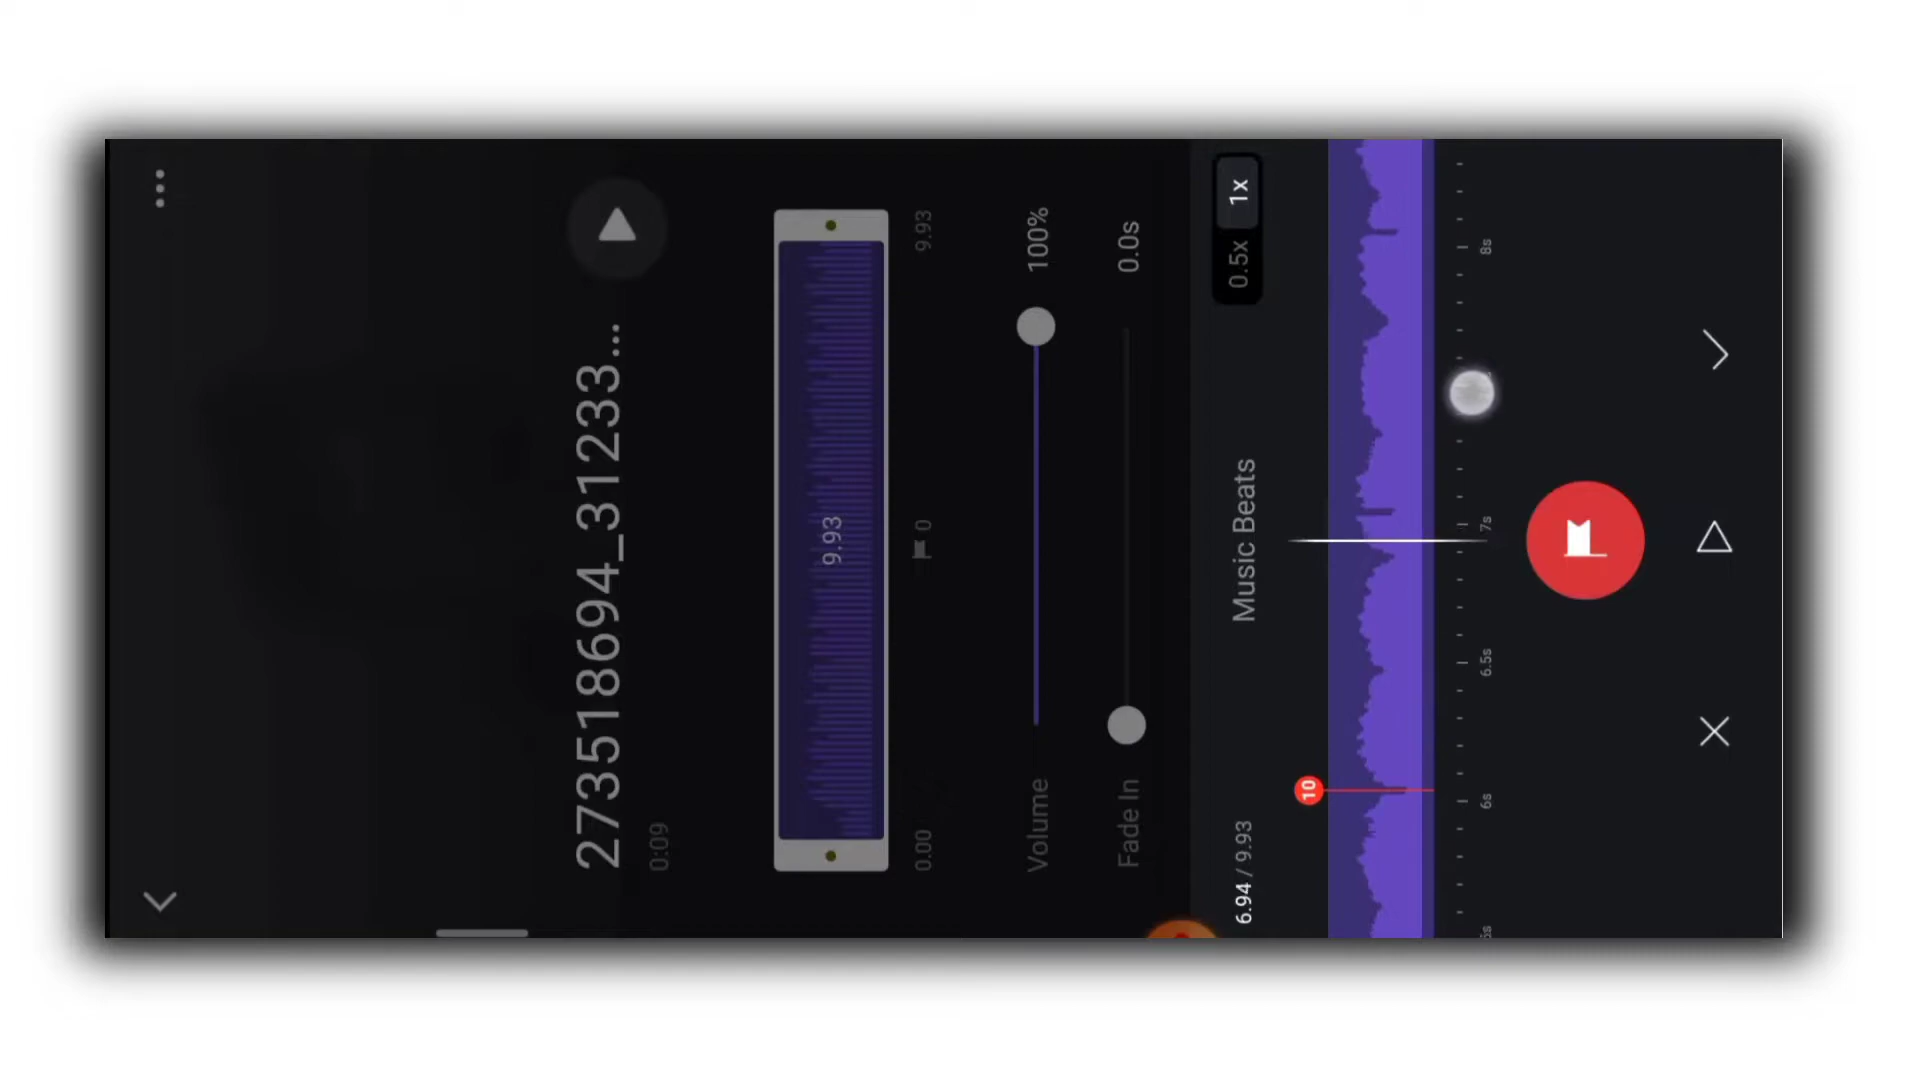 2735186944_31233...
0:09
9.93
0.00
0
9.93
Volume
100%
Fade In
0.0s
6.94 / 9.93
Music Beats
0.5x
1x
10
6s
6.5s
7s
8s